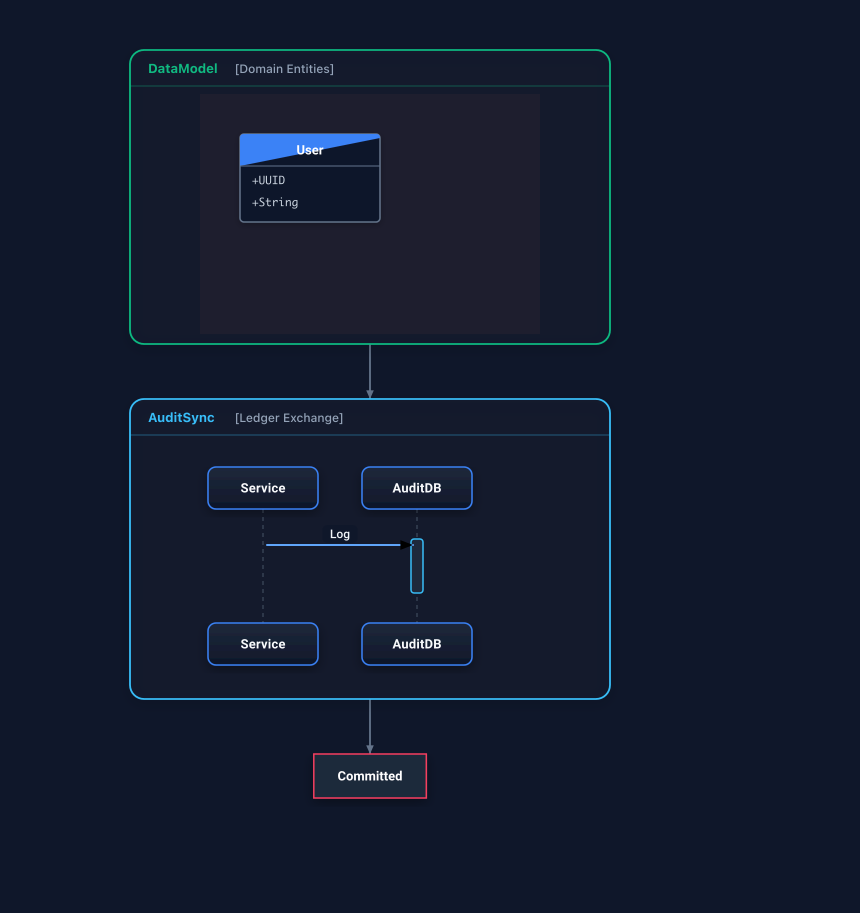 DataModel [Domain Entities]
User
+UUID
+String
AuditSync [Ledger Exchange]
Service AuditDB
Log
Service AuditDB
Committed